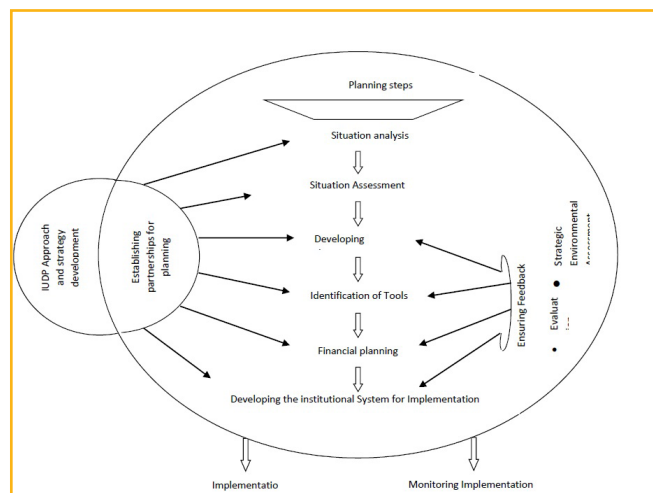 Planning steps
Situation analysis
Situation Assessment
Developing
Identification of Tools
Financial planning
Developing the institutional System for Implementation
IUDP Approach
and strategy
development
Establishing
partnerships for
planning
Ensuring Feedback
• Evaluat
● Strategic
Environmental
Implementatio
Monitoring Implementation